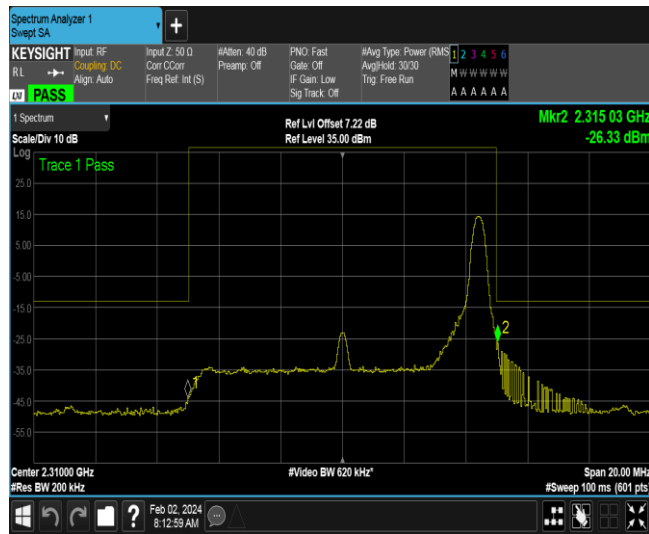 Spectrum Analyzer 1
Swept SA
+
KEYSIGHT Input: RF
RL Coupling: DC
Align: Auto
LXI PASS
Input Z: 50 Ω
Corr CCorr
Freq Ref: Int (S)
#Atten: 40 dB
Preamp: Off
PNO: Fast
Gate: Off
IF Gain: Low
Sig Track: Off
#Avg Type: Power (RMS
Avg|Hold: 30/30
Trig: Free Run
1 2 3 4 5 6
M W W W W W
A A A A A A
1 Spectrum
Scale/Div 10 dB
Ref Lvl Offset 7.22 dB
Ref Level 35.00 dBm
Mkr2 2.315 03 GHz
-26.33 dBm
Log
Trace 1 Pass
25.0
15.0
5.00
-5.00
-15.0
-25.0
-35.0
-45.0
-55.0
1
2
Center 2.31000 GHz
#Res BW 200 kHz
#Video BW 620 kHz*
Span 20.00 MHz
#Sweep 100 ms (601 pts)
?
Feb 02, 2024
8:12:59 AM